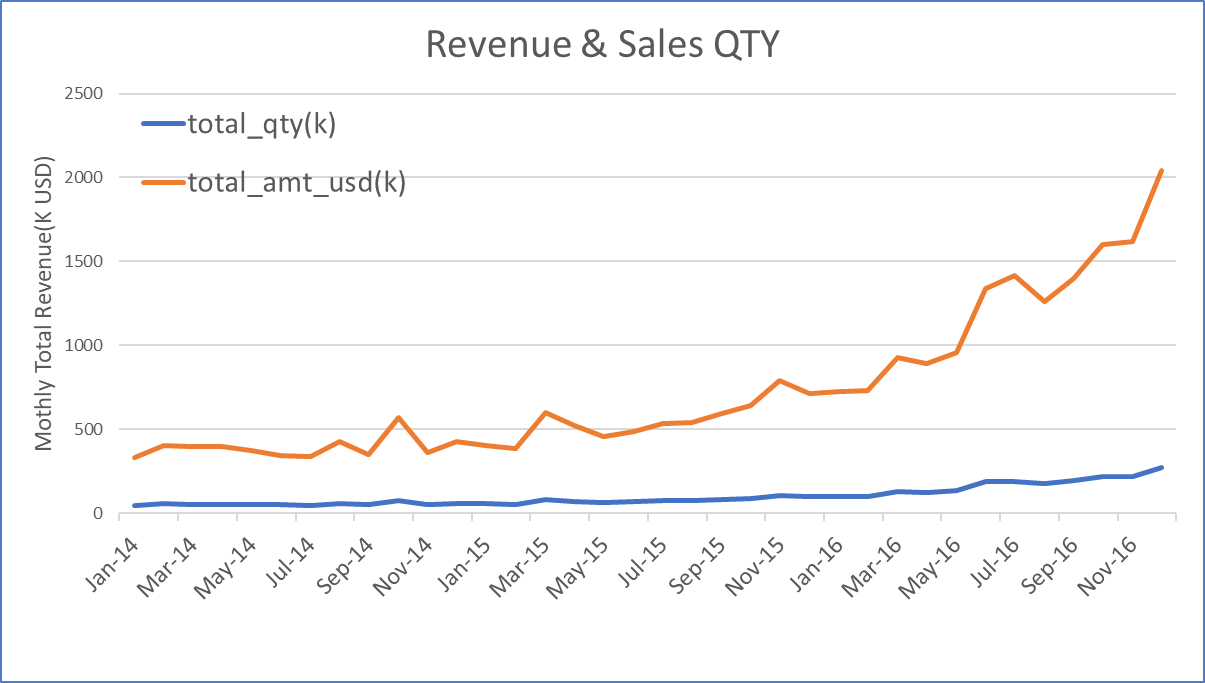 Revenue & Sales QTY
2500
2000
1500
1000
500
0
total_qty(k)
total_amt_usd(k)
Mothly Total Revenue(K USD)
Jan-14
Mar-14
May-14
Jul-14
Sep-14
Nov-14
Jan-15
Mar-15
May-15
Jul-15
Sep-15
Nov-15
Jan-16
Mar-16
May-16
Jul-16
Sep-16
Nov-16